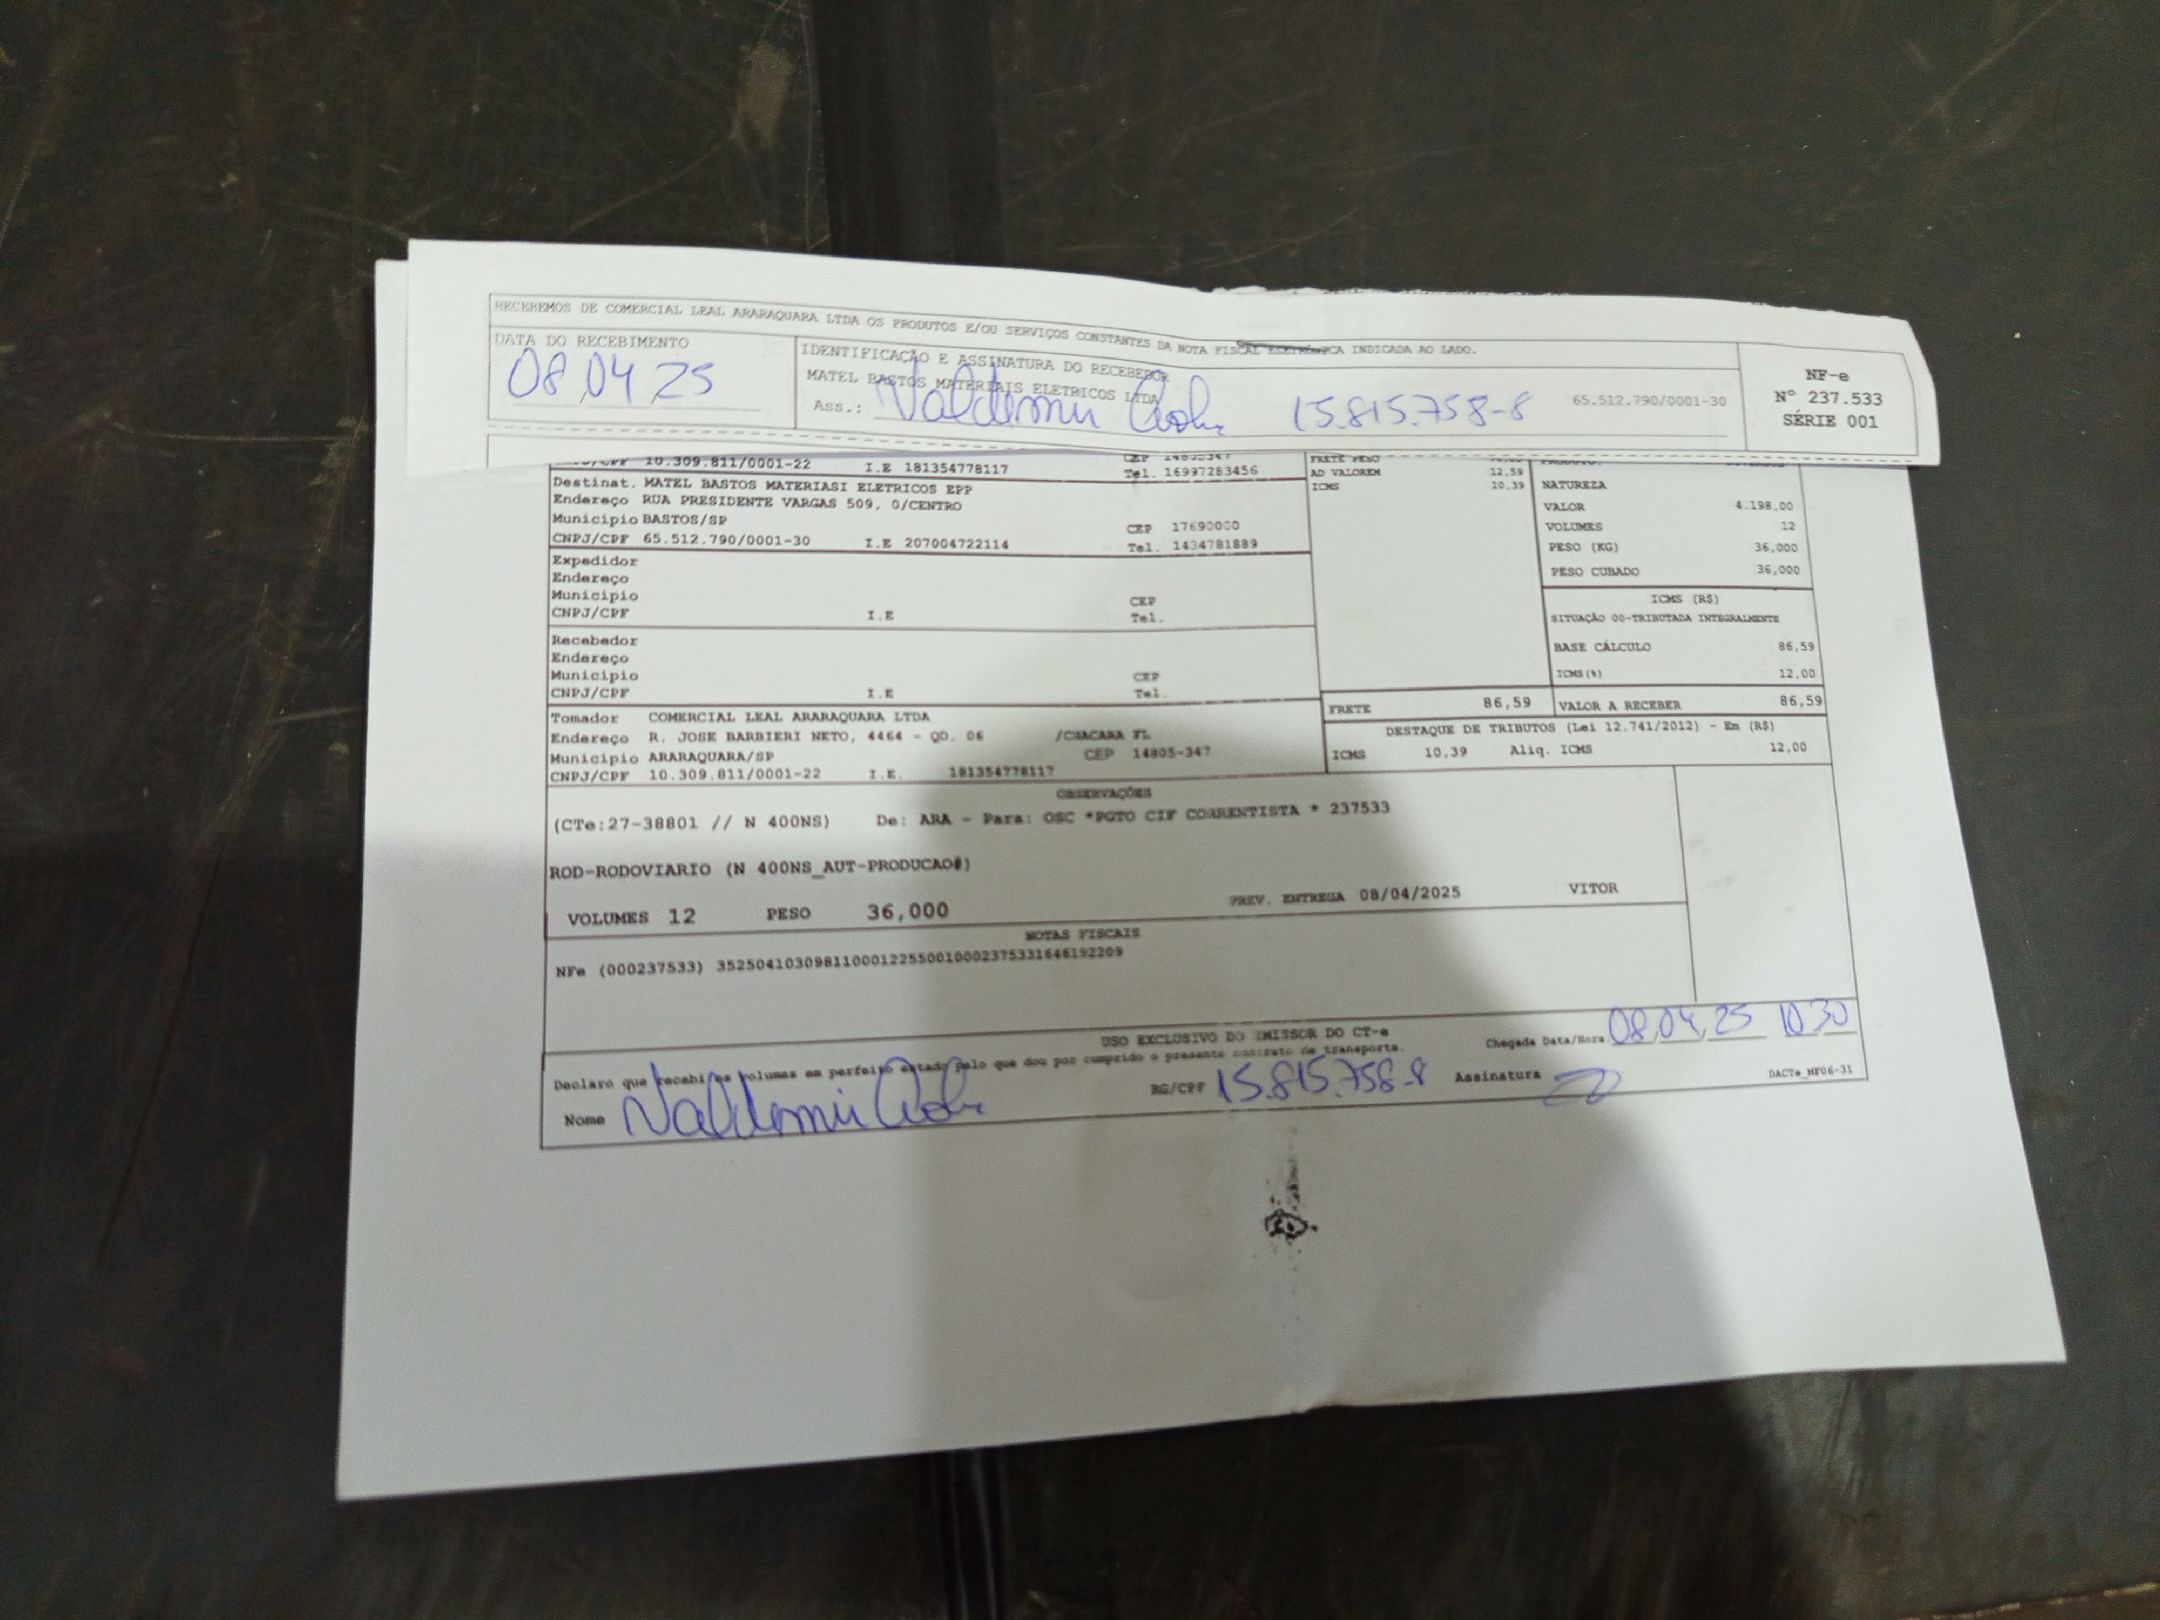 RECEBEMOS DE COMERCIAL LEAL ARARAQUARA LTDA OS PRODUTOS E/OU SERVIÇOS CONSTANTES DA NOTA FISCAL ELETRÔNICA INDICADA AO LADO.
DATA DO RECEBIMENTO
08,04,25
IDENTIFICAÇÃO E ASSINATURA DO RECEBEDOR
MATEL BASTOS MATERIAIS ELETRICOS LTDA
Ass.: Valdemir 15.815.758-8 65.512.790/0001-30
NF-e
N° 237.533
SÉRIE 001
CNPJ/CPF 10.309.811/0001-22 I.E 181354778117 Tel. 16997283456
Destinat. MATEL BASTOS MATERIASI ELETRICOS EPP
Endereço RUA PRESIDENTE VARGAS 509, 0/CENTRO
Municipio BASTOS/SP CEP 17690000
CNPJ/CPF 65.512.790/0001-30 I.E 207004722114 Tel. 1434781889
Expedidor
Endereço
Municipio CEP
CNPJ/CPF I.E Tel.
Recebedor
Endereço
Municipio CEP
CNPJ/CPF I.E Tel.
Tomador COMERCIAL LEAL ARARAQUARA LTDA
Endereço R. JOSE BARBIERI NETO, 4464 - QD. 06 /CHACARA FL
Municipio ARARAQUARA/SP CEP 14805-347
CNPJ/CPF 10.309.811/0001-22 I.E. 181354778117
FRETE PESO
AD VALOREM 12,59
ICMS 10,39
NATUREZA
VALOR 4.198,00
VOLUMES 12
PESO (KG) 36,000
PESO CUBADO 36,000
ICMS (R$)
SITUAÇÃO 00-TRIBUTADA INTEGRALMENTE
BASE CÁLCULO 86,59
ICMS(%) 12,00
FRETE 86,59 VALOR A RECEBER 86,59
DESTAQUE DE TRIBUTOS (Lei 12.741/2012) - Em (R$)
ICMS 10,39 Aliq. ICMS 12,00
OBSERVAÇÕES
(CTe:27-38801 // N 400NS) De: ARA - Para: OSC *PGTO CIF CORRENTISTA * 237533
ROD-RODOVIARIO (N 400NS_AUT-PRODUCAO#)
VOLUMES 12 PESO 36,000 PREV. ENTREGA 08/04/2025 VITOR
NOTAS FISCAIS
NFe (000237533) 35250410309811000122550010002375331646192209
USO EXCLUSIVO DO EMISSOR DO CT-e
Declaro que recebi os volumes em perfeito estado pelo que dou por cumprido o presente contrato de transporte.
Chegada Data/Hora 08,04,25 10:30
Nome Valdemir RG/CPF 15.815.758-8 Assinatura
DACTe_MF06-31